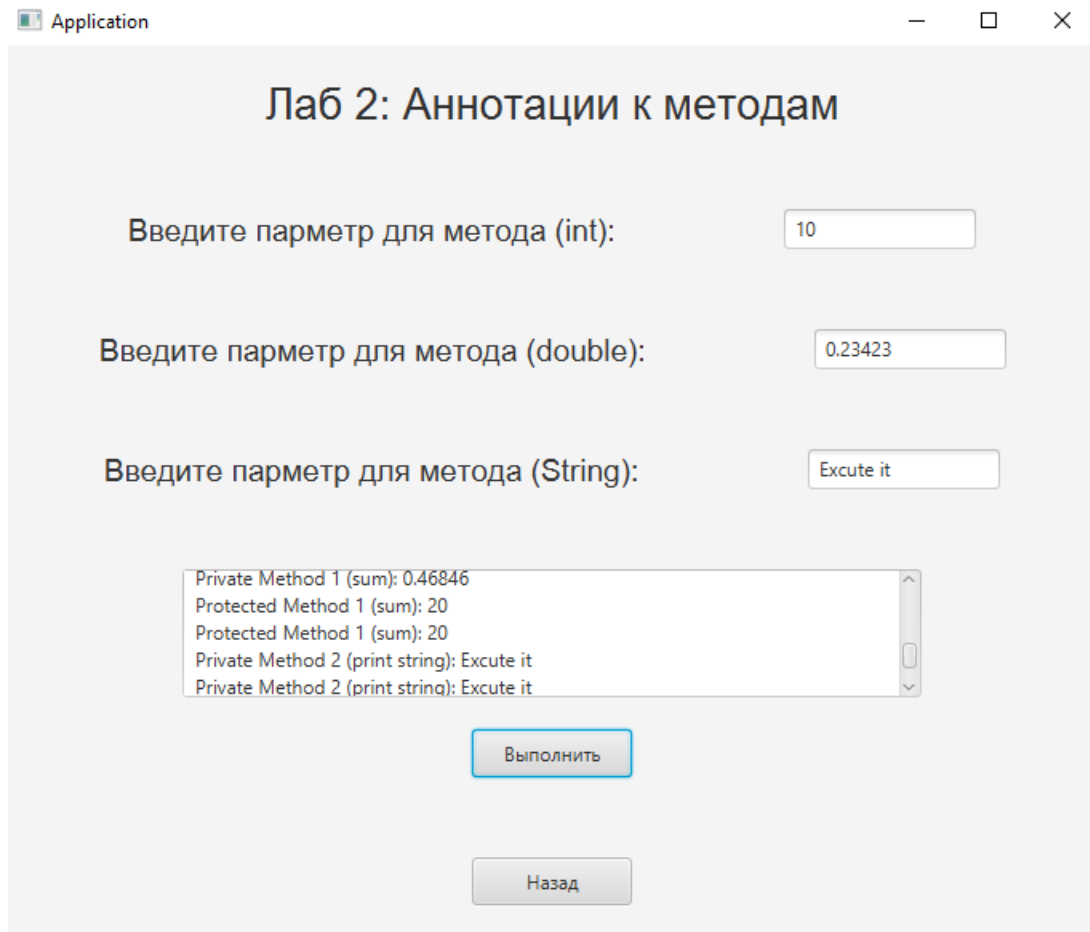 Application
Лаб 2: Аннотации к методам
Введите парметр для метода (int):
10
Введите парметр для метода (double):
0.23423
Введите парметр для метода (String):
Excute it
Private Method 1 (sum): 0.46846
Protected Method 1 (sum): 20
Protected Method 1 (sum): 20
Private Method 2 (print string): Excute it
Private Method 2 (print string): Excute it
Выполнить
Назад